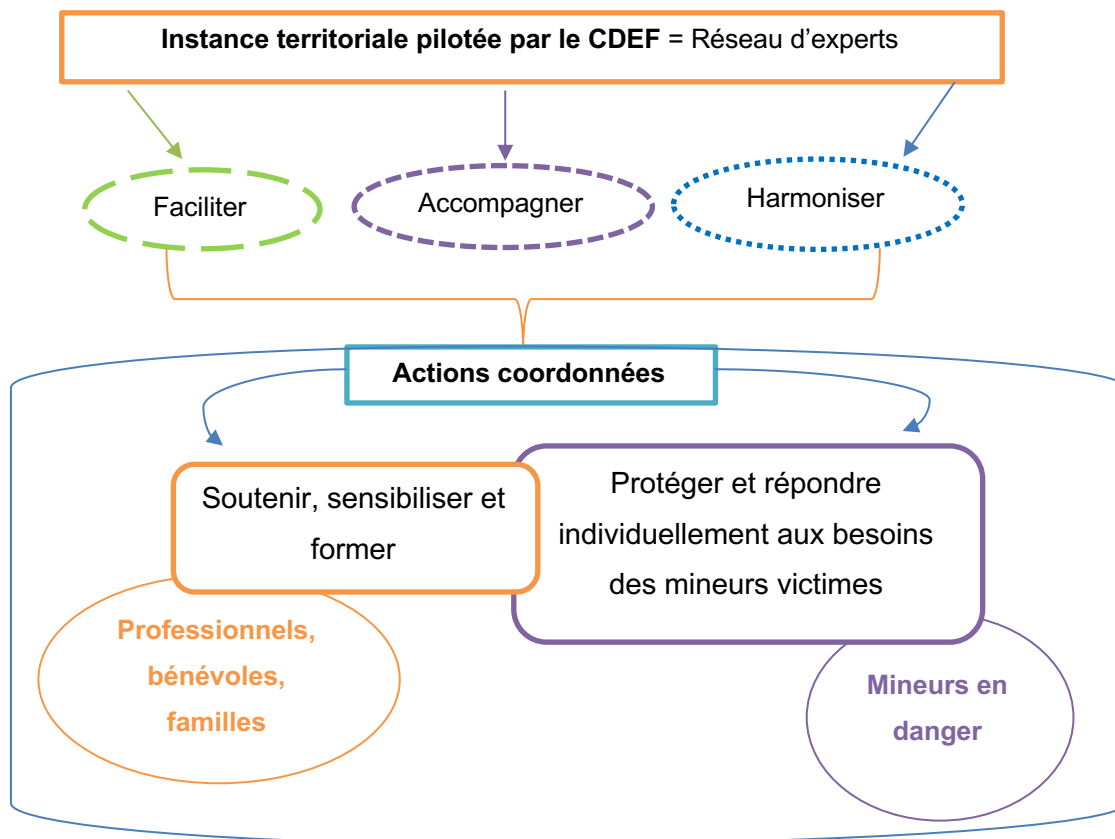 Instance territoriale pilotée par le CDEF = Réseau d’experts
Faciliter
Accompagner
Harmoniser
Actions coordonnées
Soutenir, sensibiliser et
former
Protéger et répondre
individuellement aux besoins
des mineurs victimes
Professionnels,
bénévoles,
familles
Mineurs en
danger